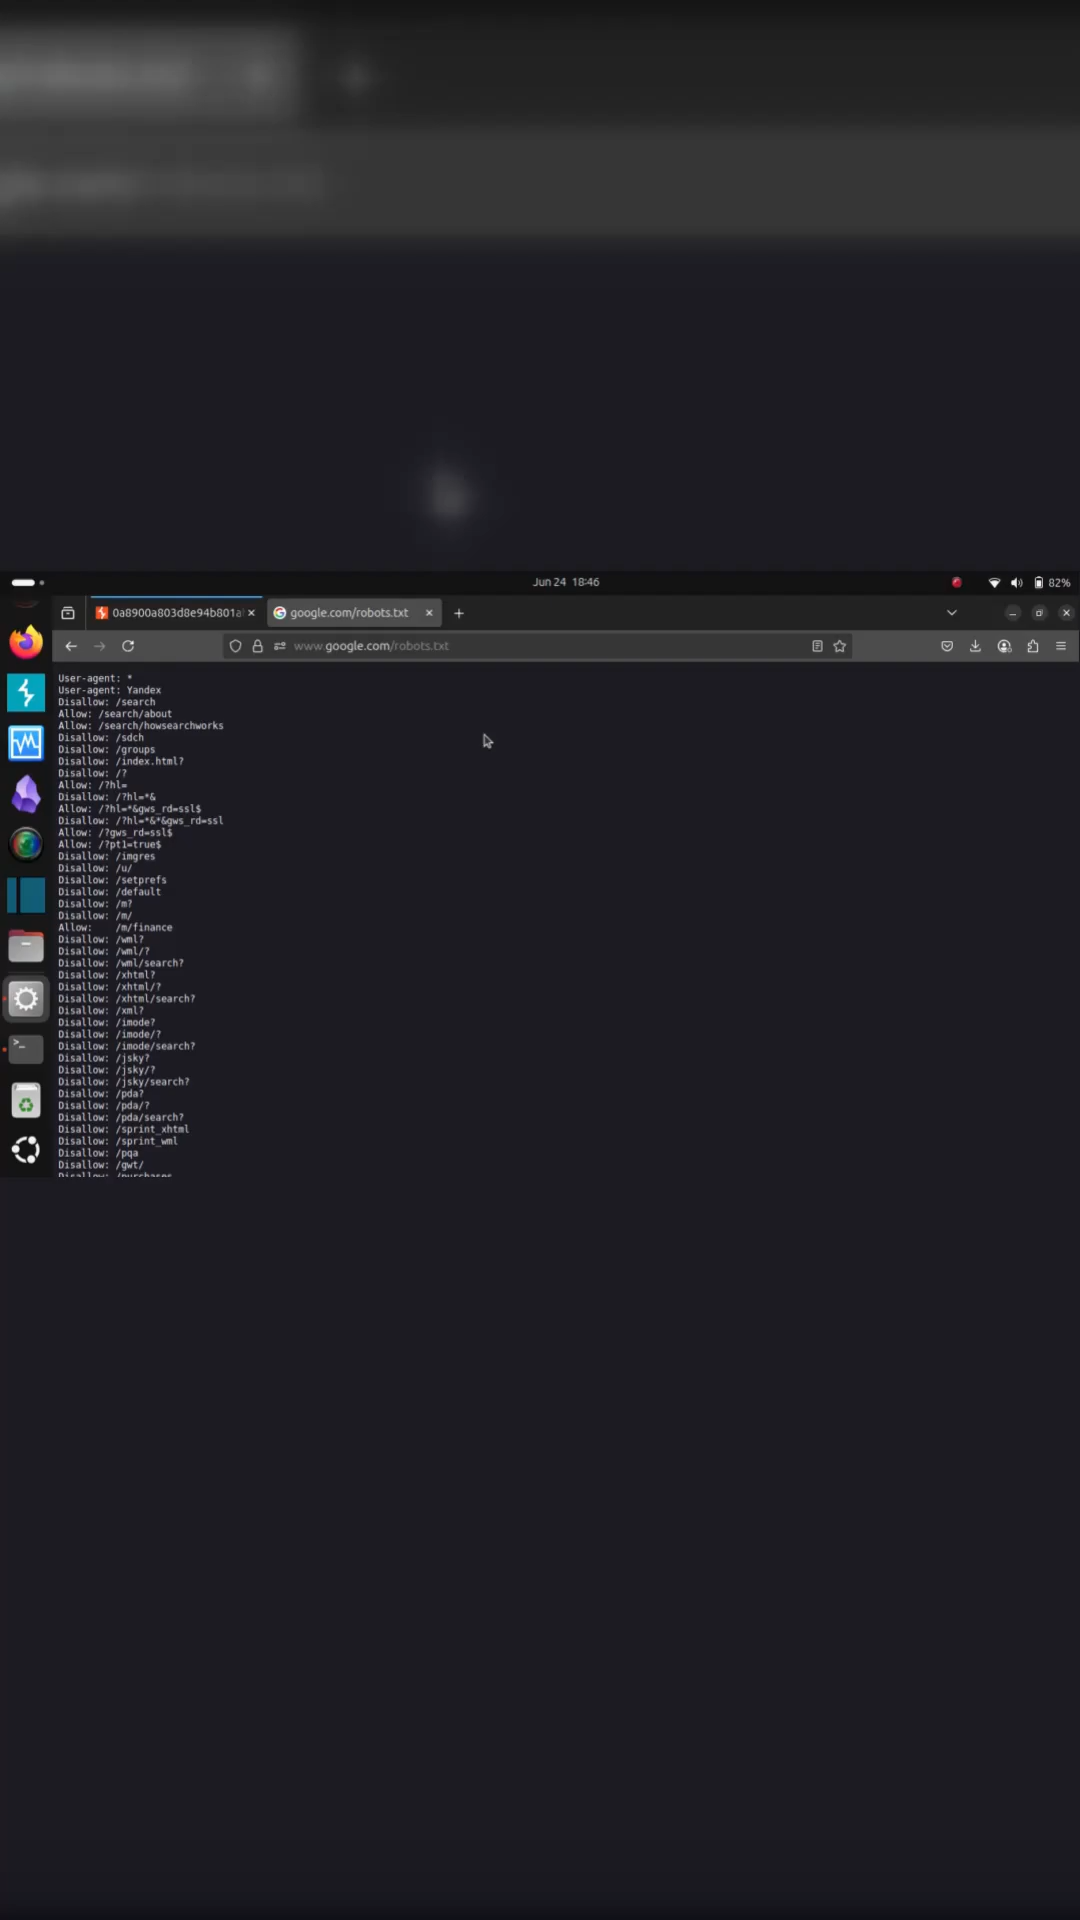 Jun 24 18:46
82%
0a8900a803d8e94b801a
google.com/robots.txt
www.google.com/robots.txt
User-agent: *
User-agent: Yandex
Disallow: /search
Allow: /search/about
Allow: /search/howsearchworks
Disallow: /sdch
Disallow: /groups
Disallow: /index.html?
Disallow: /?
Allow: /?hl=
Disallow: /?hl=*&
Allow: /?hl=*&gws_rd=ssl$
Disallow: /?hl=*&*&gws_rd=ssl
Allow: /?gws_rd=ssl$
Allow: /?pt1=true$
Disallow: /imgres
Disallow: /u/
Disallow: /setprefs
Disallow: /default
Disallow: /m?
Disallow: /m/
Allow:    /m/finance
Disallow: /wml?
Disallow: /wml/?
Disallow: /wml/search?
Disallow: /xhtml?
Disallow: /xhtml/?
Disallow: /xhtml/search?
Disallow: /xml?
Disallow: /imode?
Disallow: /imode/?
Disallow: /imode/search?
Disallow: /jsky?
Disallow: /jsky/?
Disallow: /jsky/search?
Disallow: /pda?
Disallow: /pda/?
Disallow: /pda/search?
Disallow: /sprint_xhtml
Disallow: /sprint_wml
Disallow: /pqa
Disallow: /gwt/
Disallow: /purchases